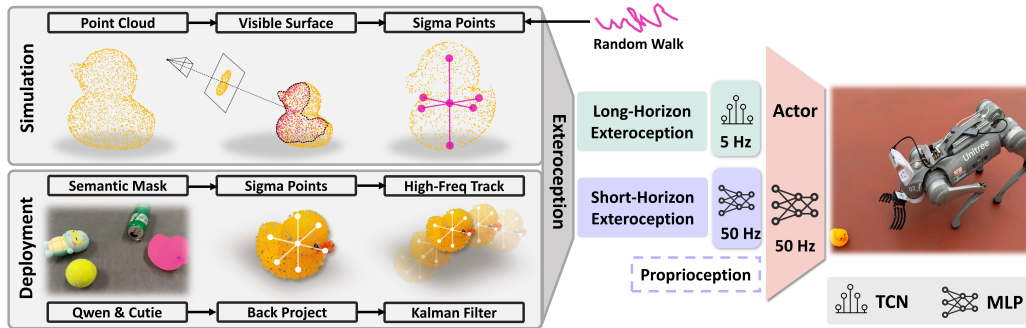 Simulation
Point Cloud
Visible Surface
Sigma Points
Random Walk
Deployment
Semantic Mask
Sigma Points
High-Freq Track
Qwen & Cutie
Back Project
Kalman Filter
Exteroception
Long-Horizon
Exteroception
5 Hz
Short-Horizon
Exteroception
50 Hz
Proprioception
Actor
50 Hz
Unitree
TCN
MLP